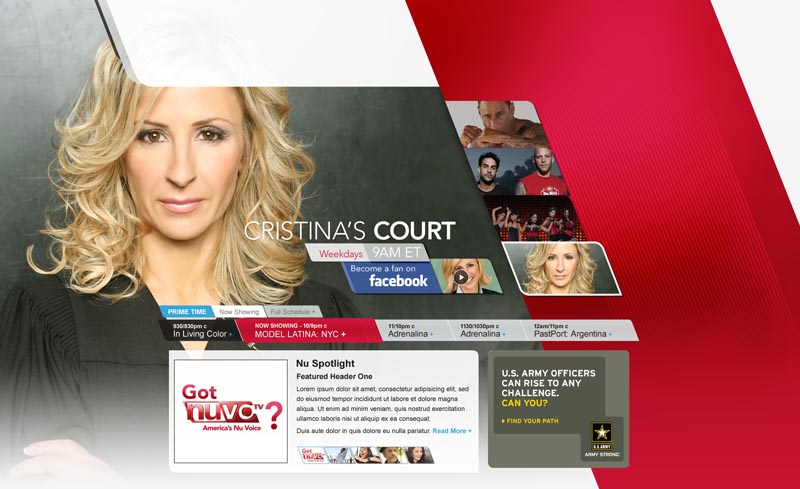 CRISTINA'S COURT
Weekdays 9AM ET
Become a fan on
facebook
PRIME TIME
Now Showing
Full Schedule +
930/830pm c
In Living Color +
NOW SHOWING - 10/9pm c
MODEL LATINA: NYC +
11/10pm c
Adrenalina +
1130/1030pm c
Adrenalina +
12am/11pm c
PastPort: Argentina +
Got
nuvoTV?
America's Nu Voice
Nu Spotlight
Featured Header One
Lorem ipsum dolor sit amet, consectetur adipisicing elit, sed
do eiusmod tempor incididunt ut labore et dolore magna
aliqua. Ut enim ad minim veniam, quis nostrud exercitation
ullamco laboris nisi ut aliquip ex ea consequat.
Duis aute dolor in quis dolore eu nulla pariatur. Read More +
Got
nuvo
U.S. ARMY OFFICERS
CAN RISE TO ANY
CHALLENGE.
CAN YOU?
FIND YOUR PATH
U.S.ARMY
ARMY STRONG.